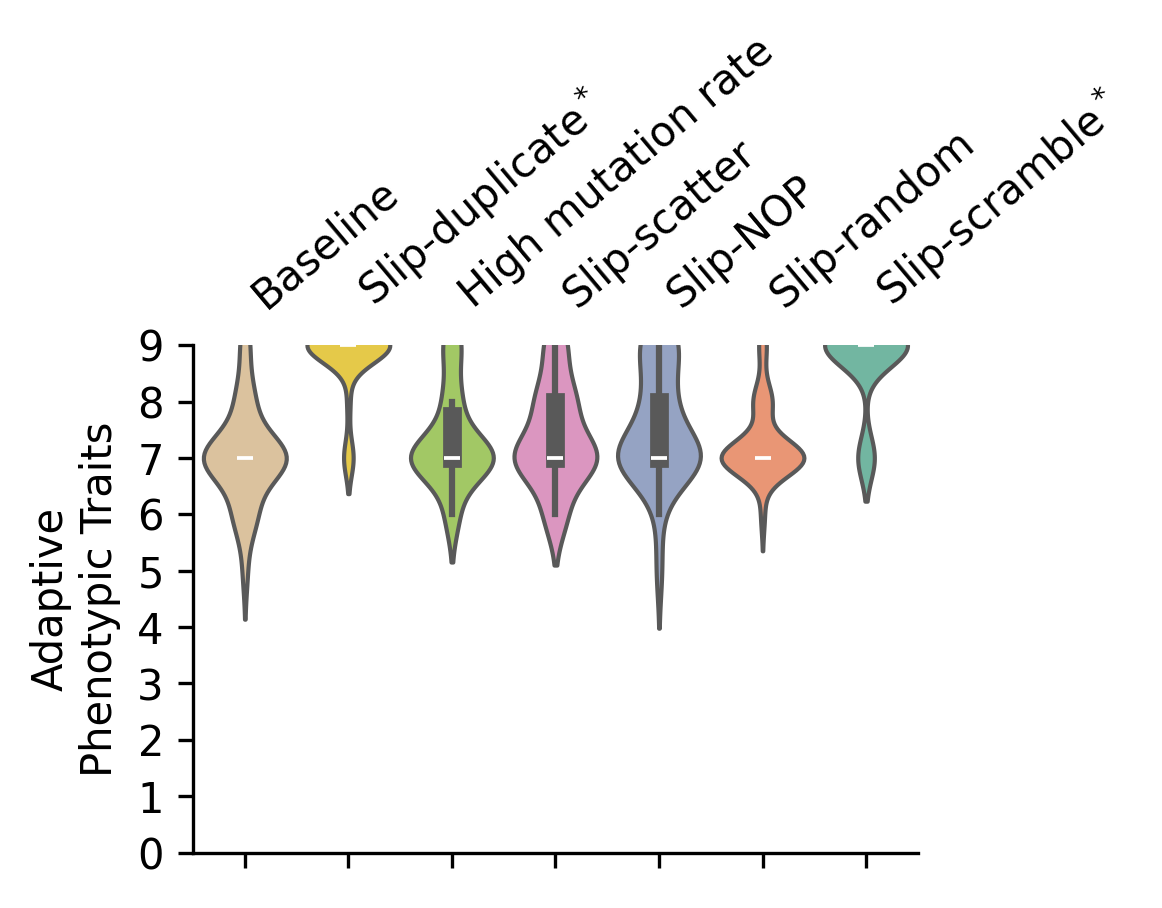 Baseline
Slip-duplicate*
High mutation rate
Slip-scatter
Slip-NOP
Slip-random
Slip-scramble*
Adaptive
Phenotypic Traits
9
8
7
6
5
4
3
2
1
0